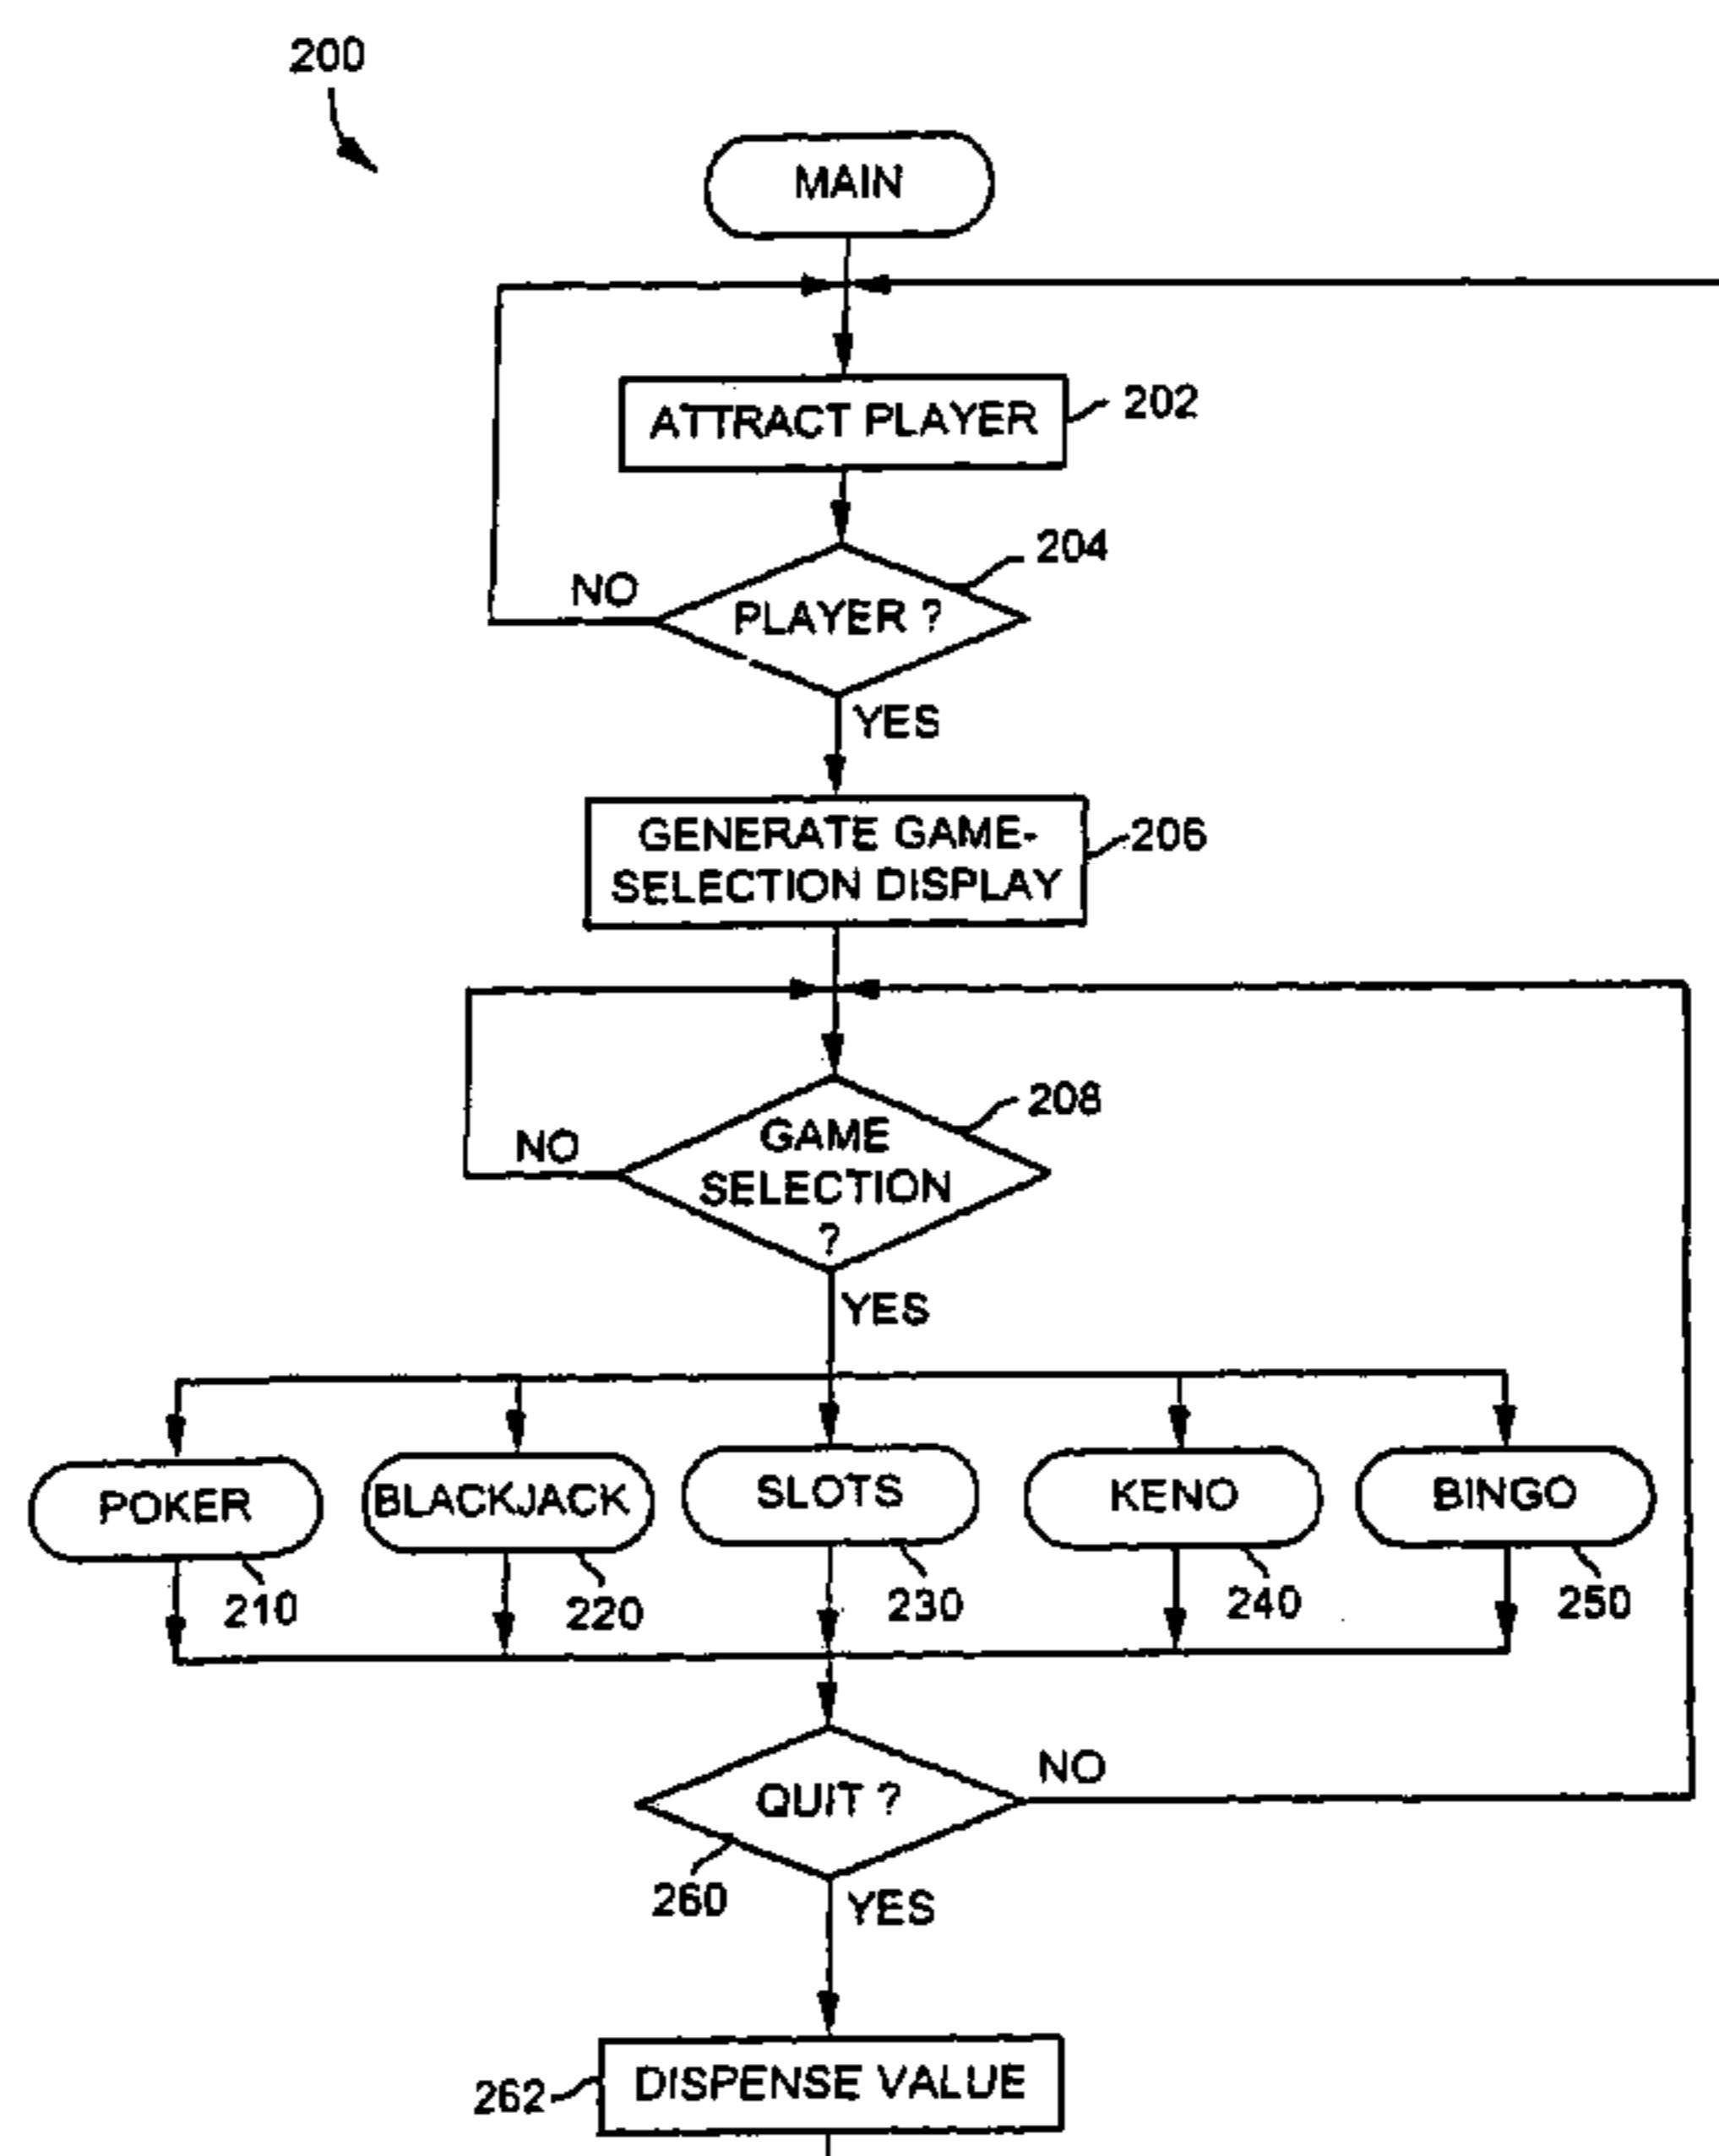 200
MAIN
ATTRACT PLAYER
202
204
NO
PLAYER ?
YES
GENERATE GAME-
SELECTION DISPLAY
206
208
NO
GAME
SELECTION
?
YES
POKER
BLACKJACK
SLOTS
KENO
BINGO
210
220
230
240
250
QUIT ?
NO
260
YES
262
DISPENSE VALUE